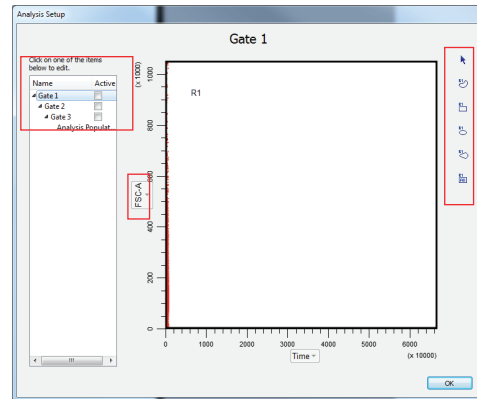 Analysis Setup
Gate 1
Click on one of the items
below to edit.
Name Active
Gate 1
Gate 2
Gate 3
Analysis Populat
(x 1000)
1000
800
600
400
200
0
FSC-A
R1
0 1000 2000 3000 4000 5000 6000
Time
(x 10000)
OK